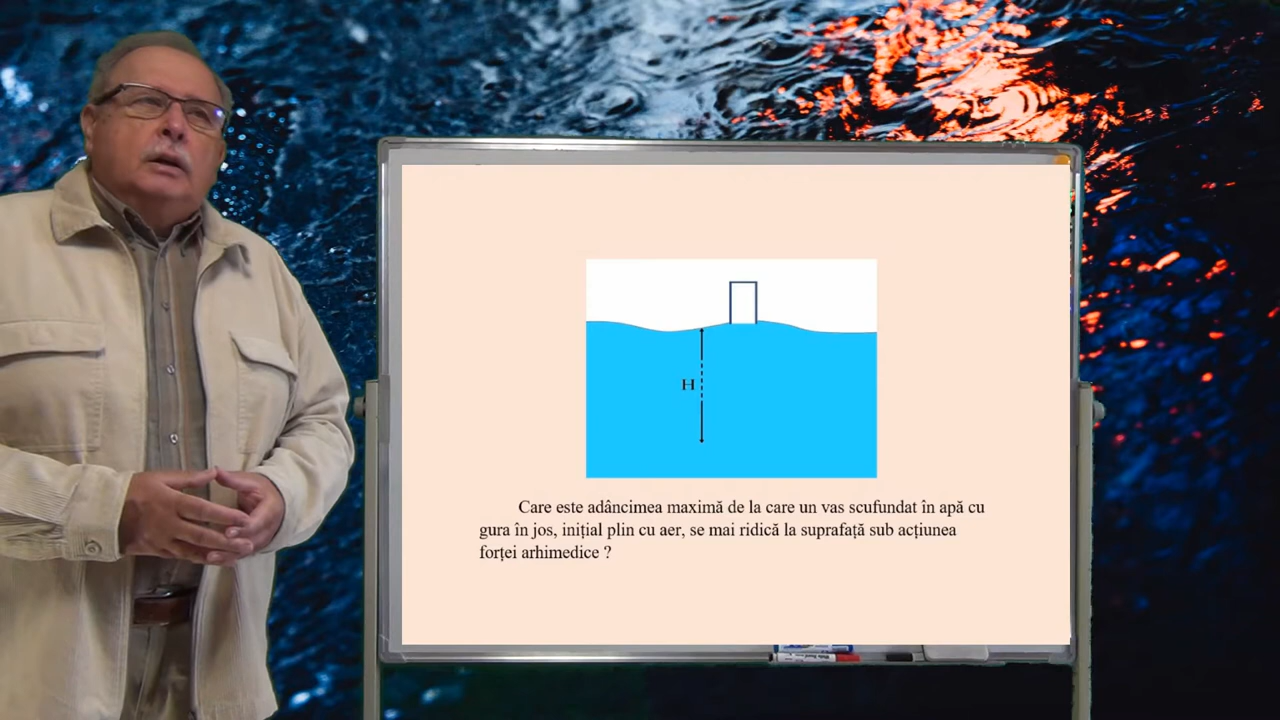 H
Care este adâncimea maximă de la care un vas scufundat în apă cu
gura în jos, inițial plin cu aer, se mai ridică la suprafață sub acțiunea
forței arhimedice ?